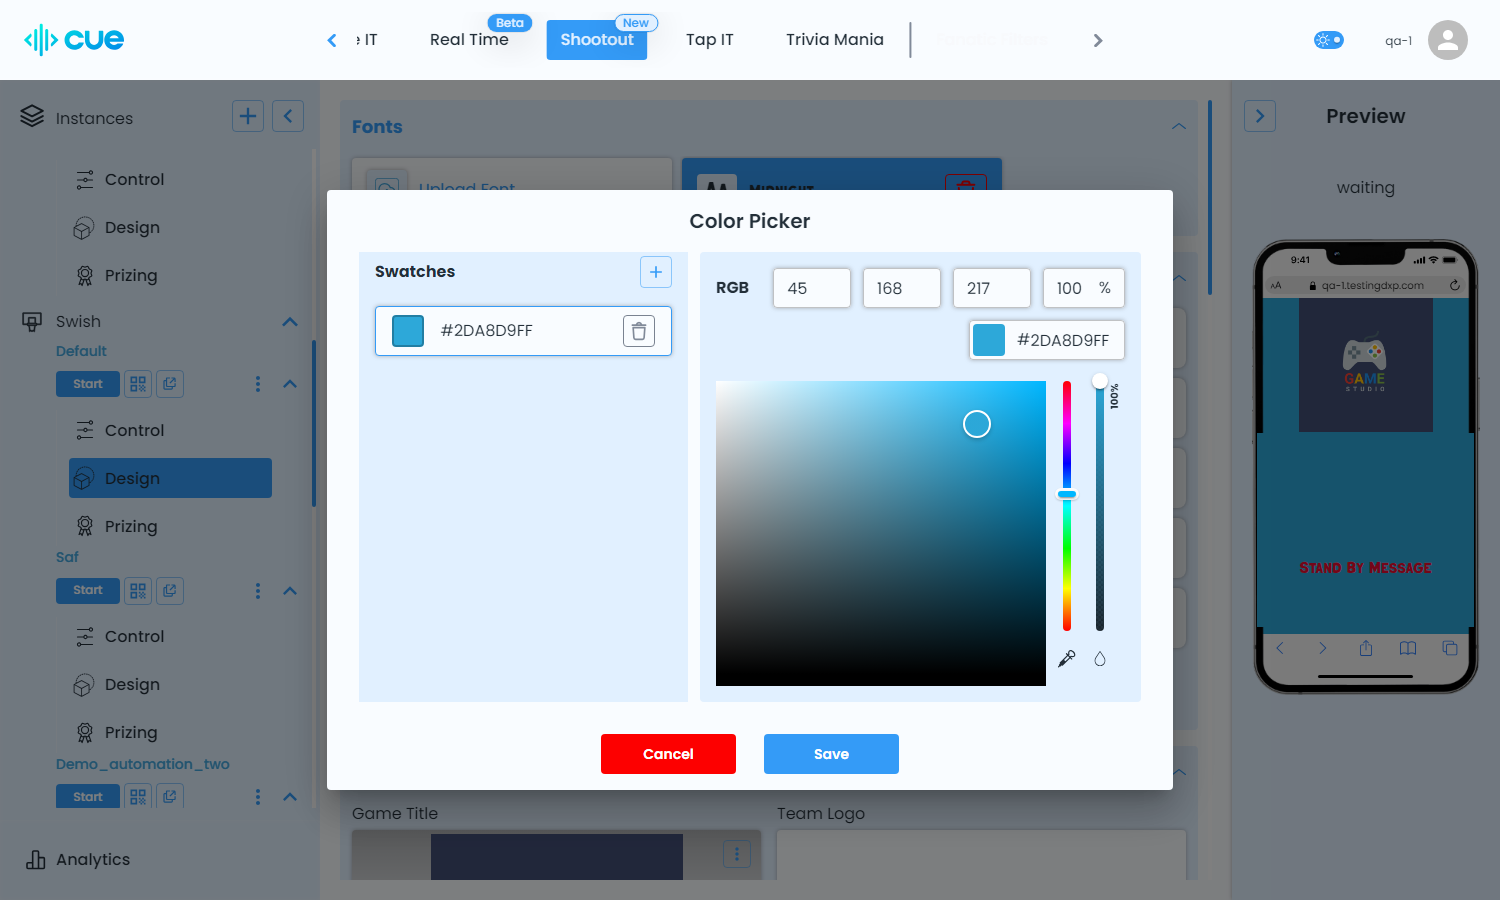 cue
e IT
Real Time
Beta
Shootout
New
Tap IT
Trivia Mania
qa-1
Instances
Control
Design
Prizing
Swish
Default
Start
Control
Design
Prizing
Saf
Start
Control
Design
Prizing
Demo_automation_two
Start
Analytics
Fonts
Upload Font
AA
Midnight
Color Picker
Swatches
#2DA8D9FF
RGB
45
168
217
100 %
#2DA8D9FF
100%
Cancel
Save
Game Title
Team Logo
Preview
waiting
9:41
AA
qa-1.testingdxp.com
GAME
STUDIO
Stand By Message